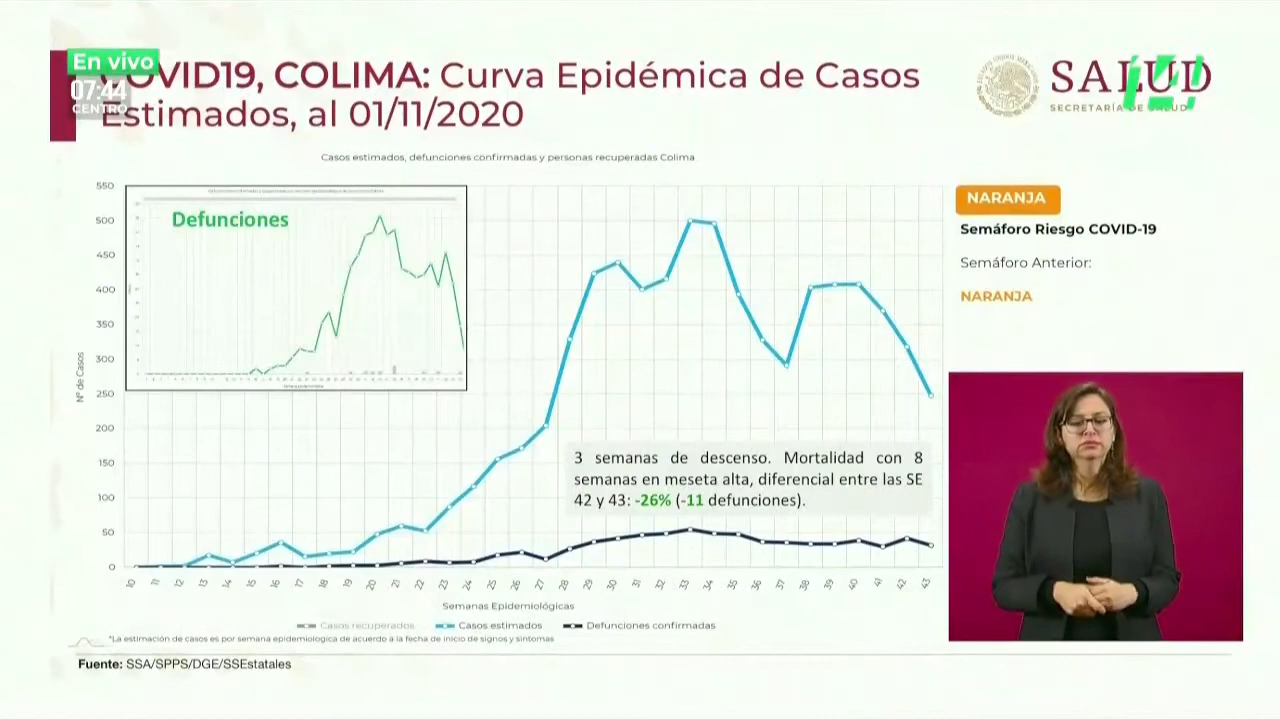 En vivo
07:44
CENTRO
COVID19, COLIMA: Curva Epidémica de Casos
Estimados, al 01/11/2020
SALUD
SECRETARÍA DE SALUD
Casos estimados, defunciones confirmadas y personas recuperadas Colima
Defunciones
N° de Casos
550
500
450
400
350
300
250
200
150
100
50
0
10 11 12 13 14 15 16 17 18 19 20 21 22 23 24 25 26 27 28 29 30 31 32 33 34 35 36 37 38 39 40 41 42 43
Semanas Epidemiológicas
3 semanas de descenso. Mortalidad con 8
semanas en meseta alta, diferencial entre las SE
42 y 43: -26% (-11 defunciones).
Casos recuperados Casos estimados Defunciones confirmadas
*La estimación de casos es por semana epidemiologica de acuerdo a la fecha de inicio de signos y sintomas
NARANJA
Semáforo Riesgo COVID-19
Semáforo Anterior:
NARANJA
Fuente: SSA/SPPS/DGE/SSEstatales